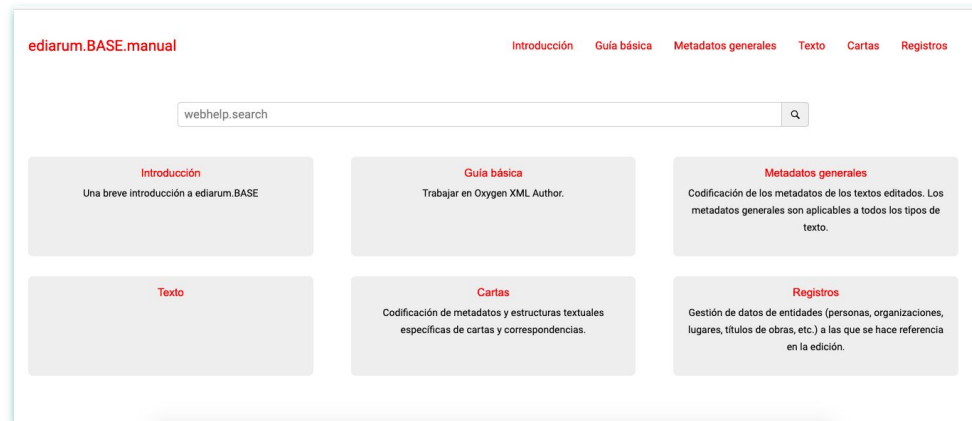 ediarum.BASE.manual
Introducción Guía básica Metadatos generales Texto Cartas Registros
webhelp.search
Introducción
Una breve introducción a ediarum.BASE
Guía básica
Trabajar en Oxygen XML Author.
Metadatos generales
Codificación de los metadatos de los textos editados. Los
metadatos generales son aplicables a todos los tipos de
texto.
Texto
Cartas
Codificación de metadatos y estructuras textuales
específicas de cartas y correspondencias.
Registros
Gestión de datos de entidades (personas, organizaciones,
lugares, títulos de obras, etc.) a las que se hace referencia
en la edición.